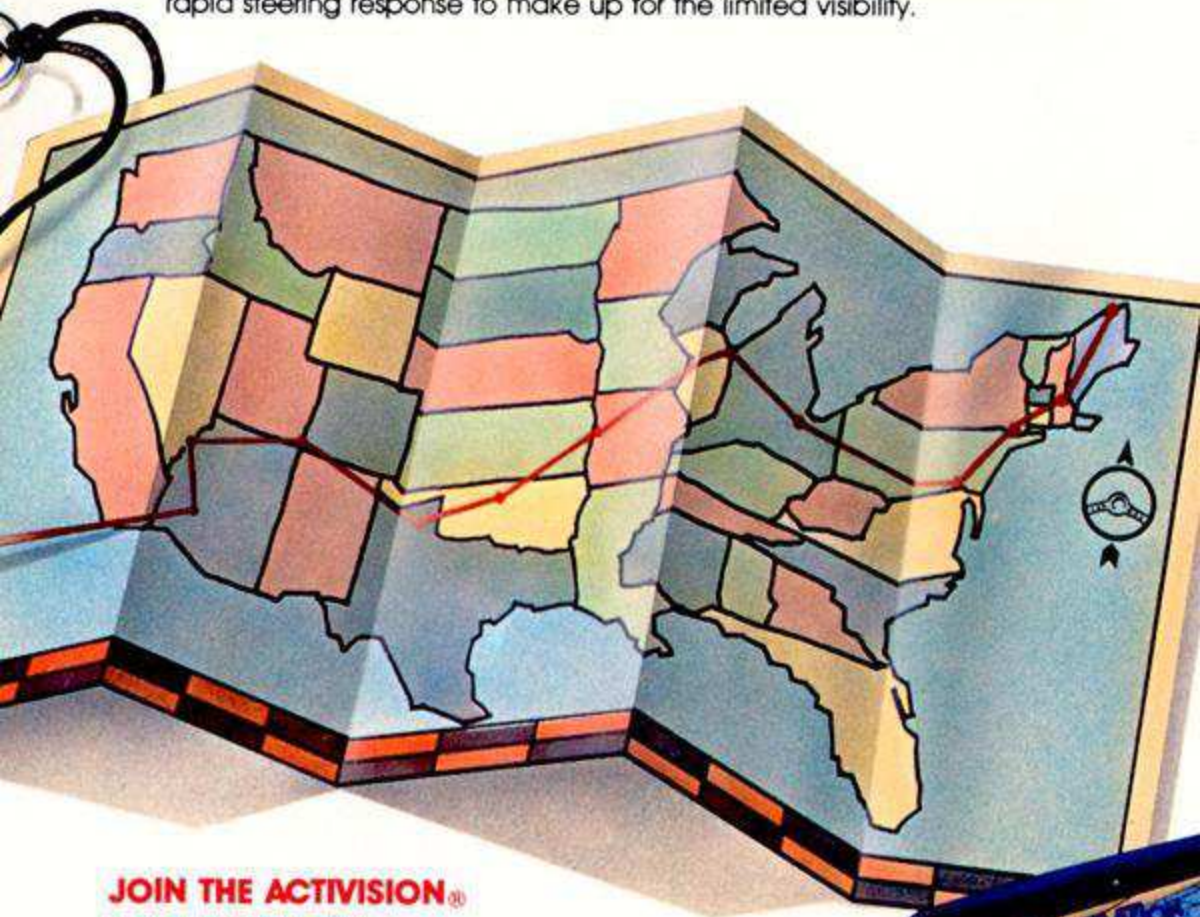 rapid steering response to make up for the limited visibility.
JOIN THE ACTIVISION®